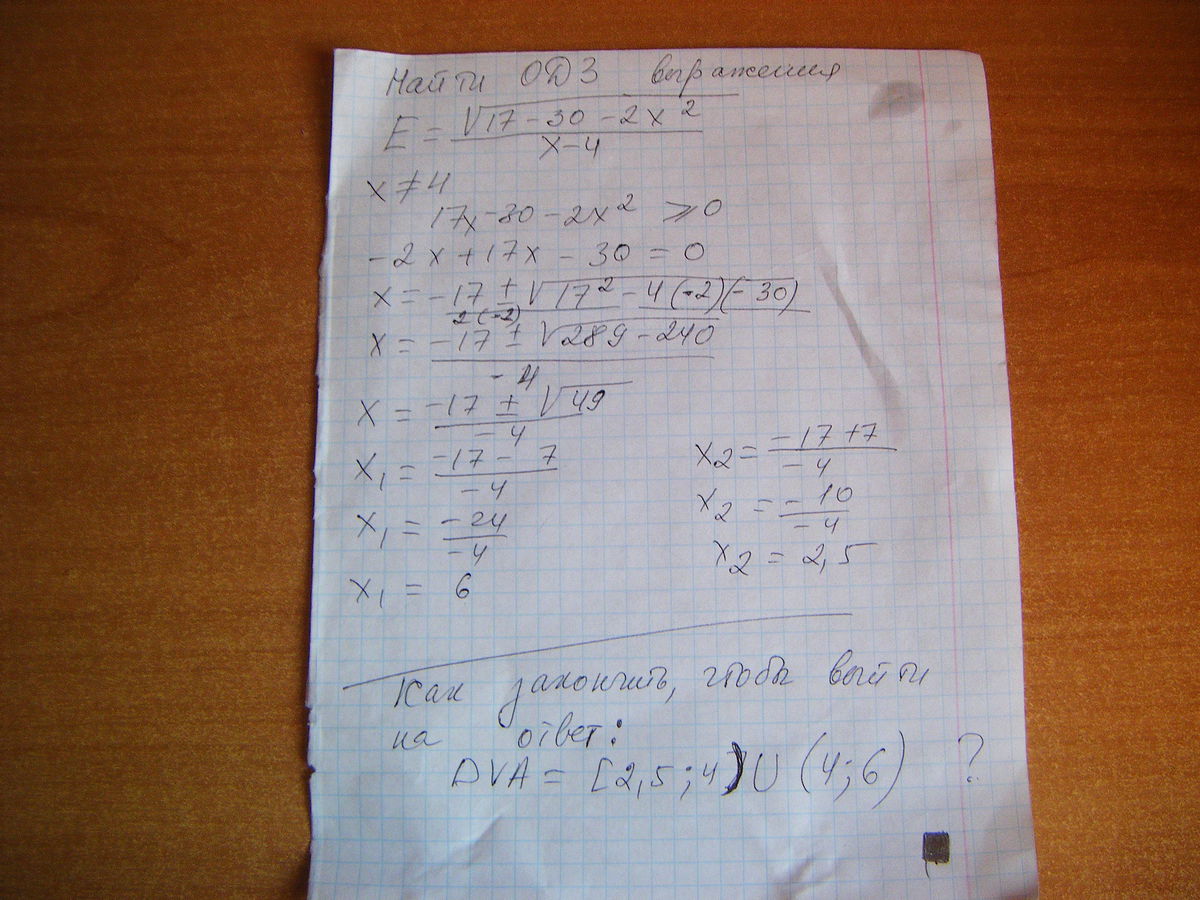 Найти ОДЗ выражения
E = √17 - 30 - 2x² / x - 4
x ≠ 4
17x - 30 - 2x² ⩾ 0
-2x + 17x - 30 = 0
x = -17 ± √17² - 4(-2)(-30) / 2(-2)
x = -17 ± √289 - 240 / -4
x = -17 ± √49 / -4
x₁ = -17 - 7 / -4
x₁ = -24 / -4
x₁ = 6
x₂ = -17 + 7 / -4
x₂ = -10 / -4
x₂ = 2,5
Как закончить, чтобы выйти
на ответ:
DVA = [2,5; 4) U (4; 6) ?